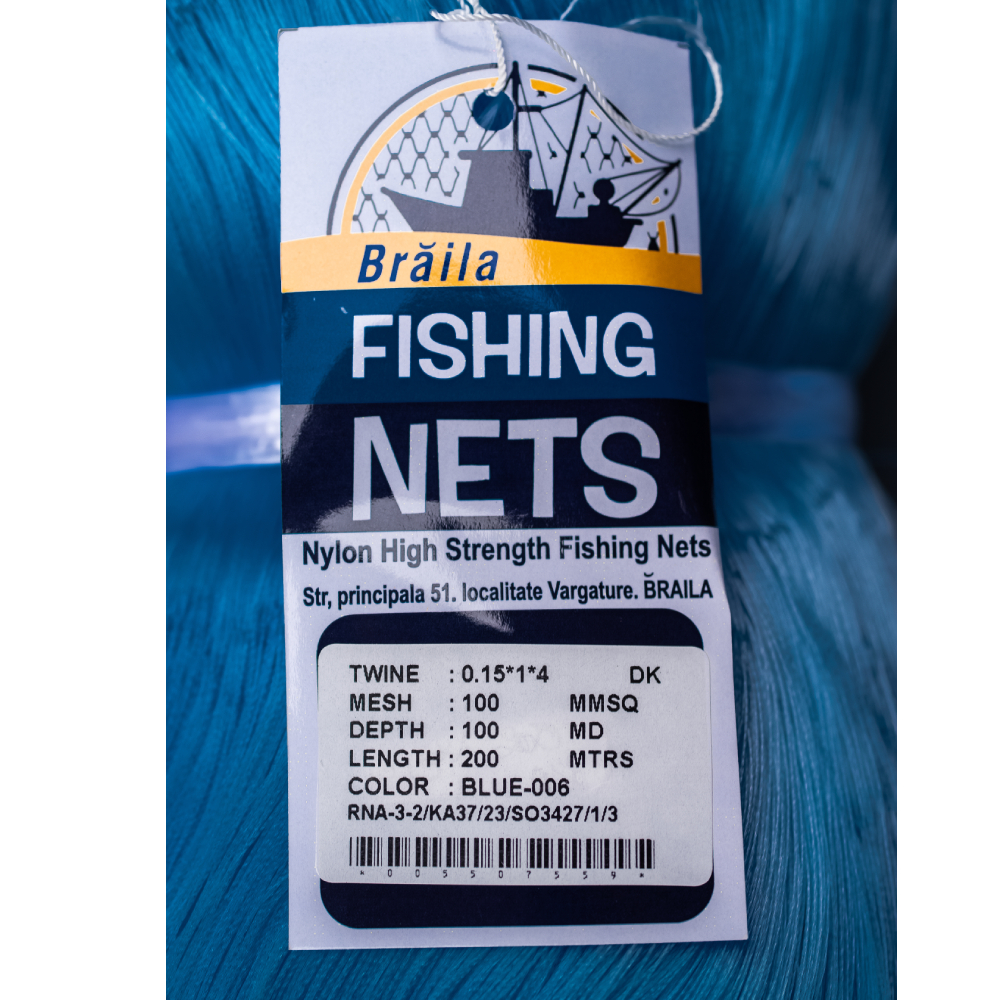 Brăila
FISHING
NETS
Nylon High Strength Fishing Nets
Str, principala 51. localitate Vargature. B̆RAILA
TWINE : 0.15*1*4 DK
MESH : 100 MMSQ
DEPTH : 100 MD
LENGTH : 200 MTRS
COLOR : BLUE-006
RNA-3-2/KA37/23/SO3427/1/3
*005507559*